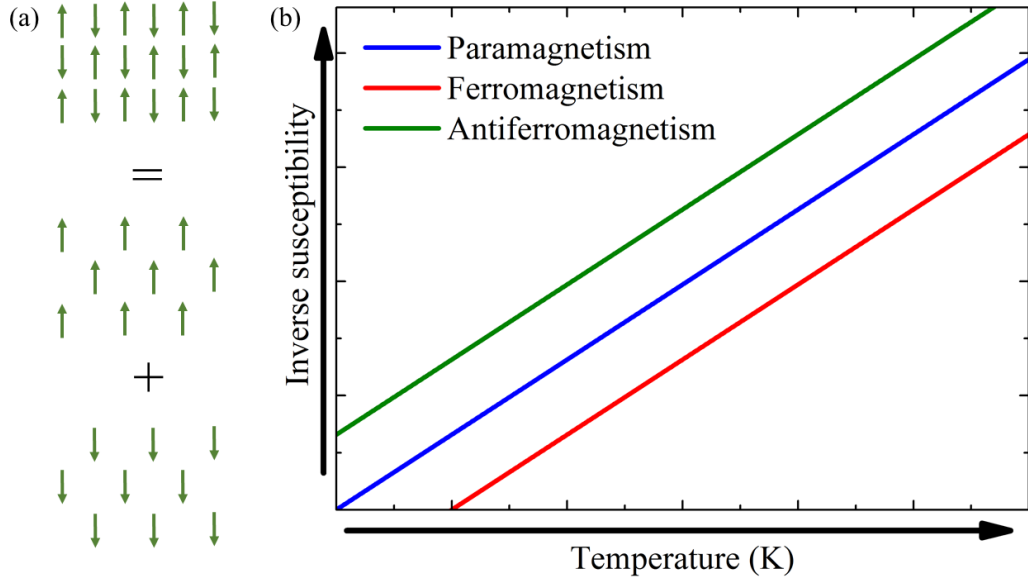 (a)
=
+
(b)
Paramagnetism
Ferromagnetism
Antiferromagnetism
Inverse susceptibility
Temperature (K)